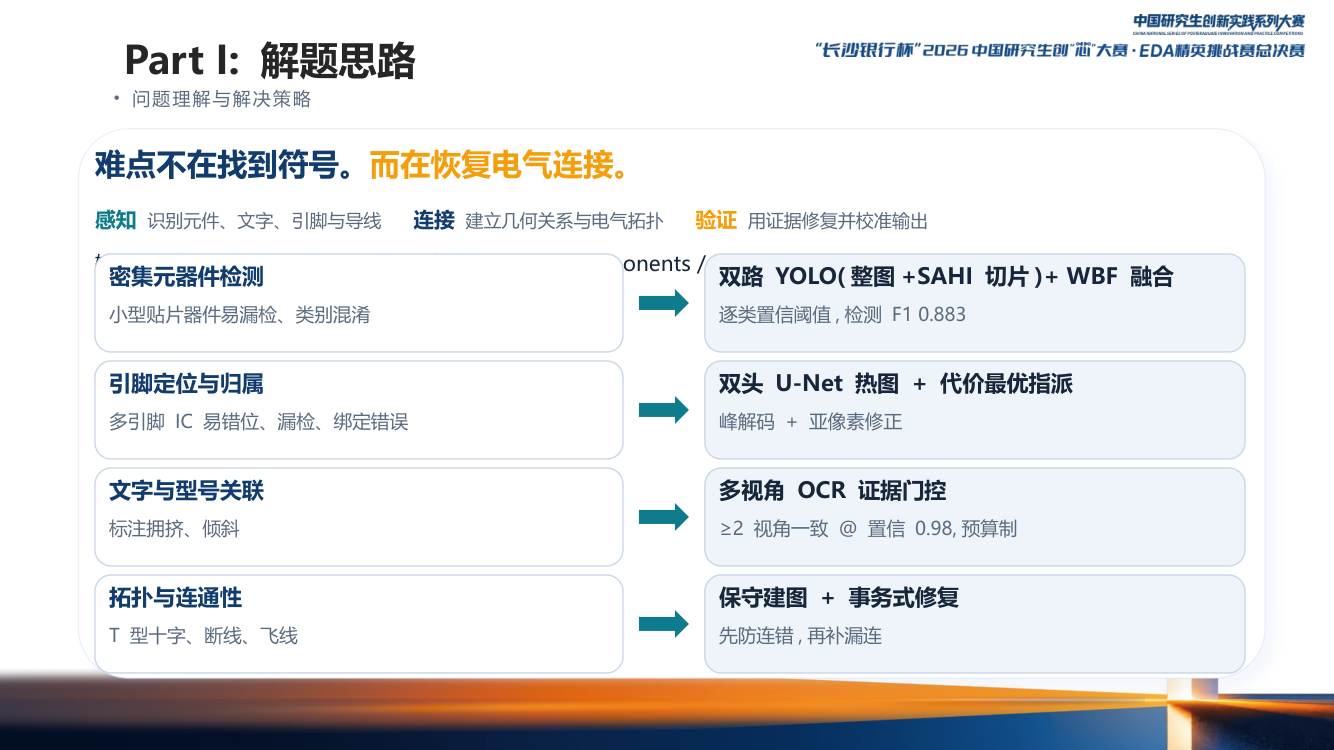 中国研究生创新实践系列大赛
CHINA NATIONAL SERIES OF POSTGRADUATE INNOVATION AND PRACTICE COMPETITIONS
“长沙银行杯”2026中国研究生创“芯”大赛·EDA精英挑战赛总决赛
Part I: 解题思路
• 问题理解与解决策略
难点不在找到符号。而在恢复电气连接。
感知 识别元件、文字、引脚与导线 连接 建立几何关系与电气拓扑 验证 用证据修复并校准输出
onents /
密集元器件检测
小型贴片器件易漏检、类别混淆
双路 YOLO(整图+SAHI 切片)+ WBF 融合
逐类置信阈值,检测 F1 0.883
引脚定位与归属
多引脚 IC 易错位、漏检、绑定错误
双头 U-Net 热图 + 代价最优指派
峰解码 + 亚像素修正
文字与型号关联
标注拥挤、倾斜
多视角 OCR 证据门控
≥2 视角一致 @ 置信 0.98,预算制
拓扑与连通性
T 型十字、断线、飞线
保守建图 + 事务式修复
先防连错,再补漏连